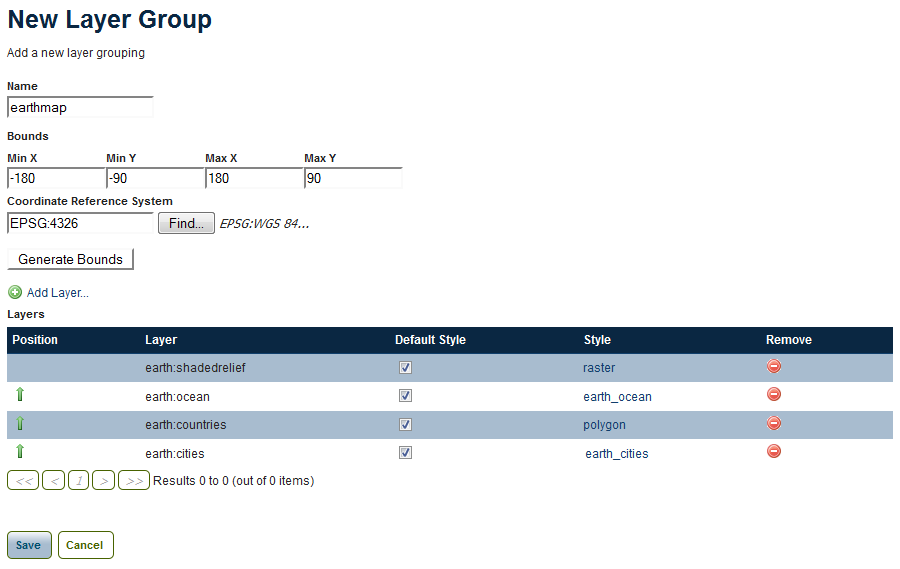 New Layer Group
Add a new layer grouping
Name
earthmap
Bounds
Min X Min Y Max X Max Y
-180 -90 180 90
Coordinate Reference System
EPSG:4326 Find... EPSG:WGS 84...
Generate Bounds
Add Layer...
Layers
Position Layer Default Style Style Remove
earth:shadedrelief raster
earth:ocean earth_ocean
earth:countries polygon
earth:cities earth_cities
<< < 1 > >> Results 0 to 0 (out of 0 items)
Save Cancel